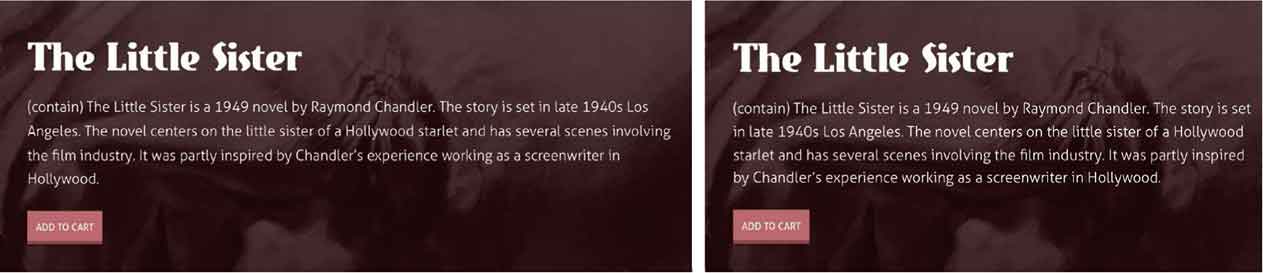 The Little Sister
(contain) The Little Sister is a 1949 novel by Raymond Chandler. The story is set in late 1940s Los
Angeles. The novel centers on the little sister of a Hollywood starlet and has several scenes involving
the film industry. It was partly inspired by Chandler's experience working as a screenwriter in
Hollywood.
ADD TO CART
The Little Sister
(contain) The Little Sister is a 1949 novel by Raymond Chandler. The story is set
in late 1940s Los Angeles. The novel centers on the little sister of a Hollywood
starlet and has several scenes involving the film industry. It was partly inspired
by Chandler's experience working as a screenwriter in Hollywood.
ADD TO CART